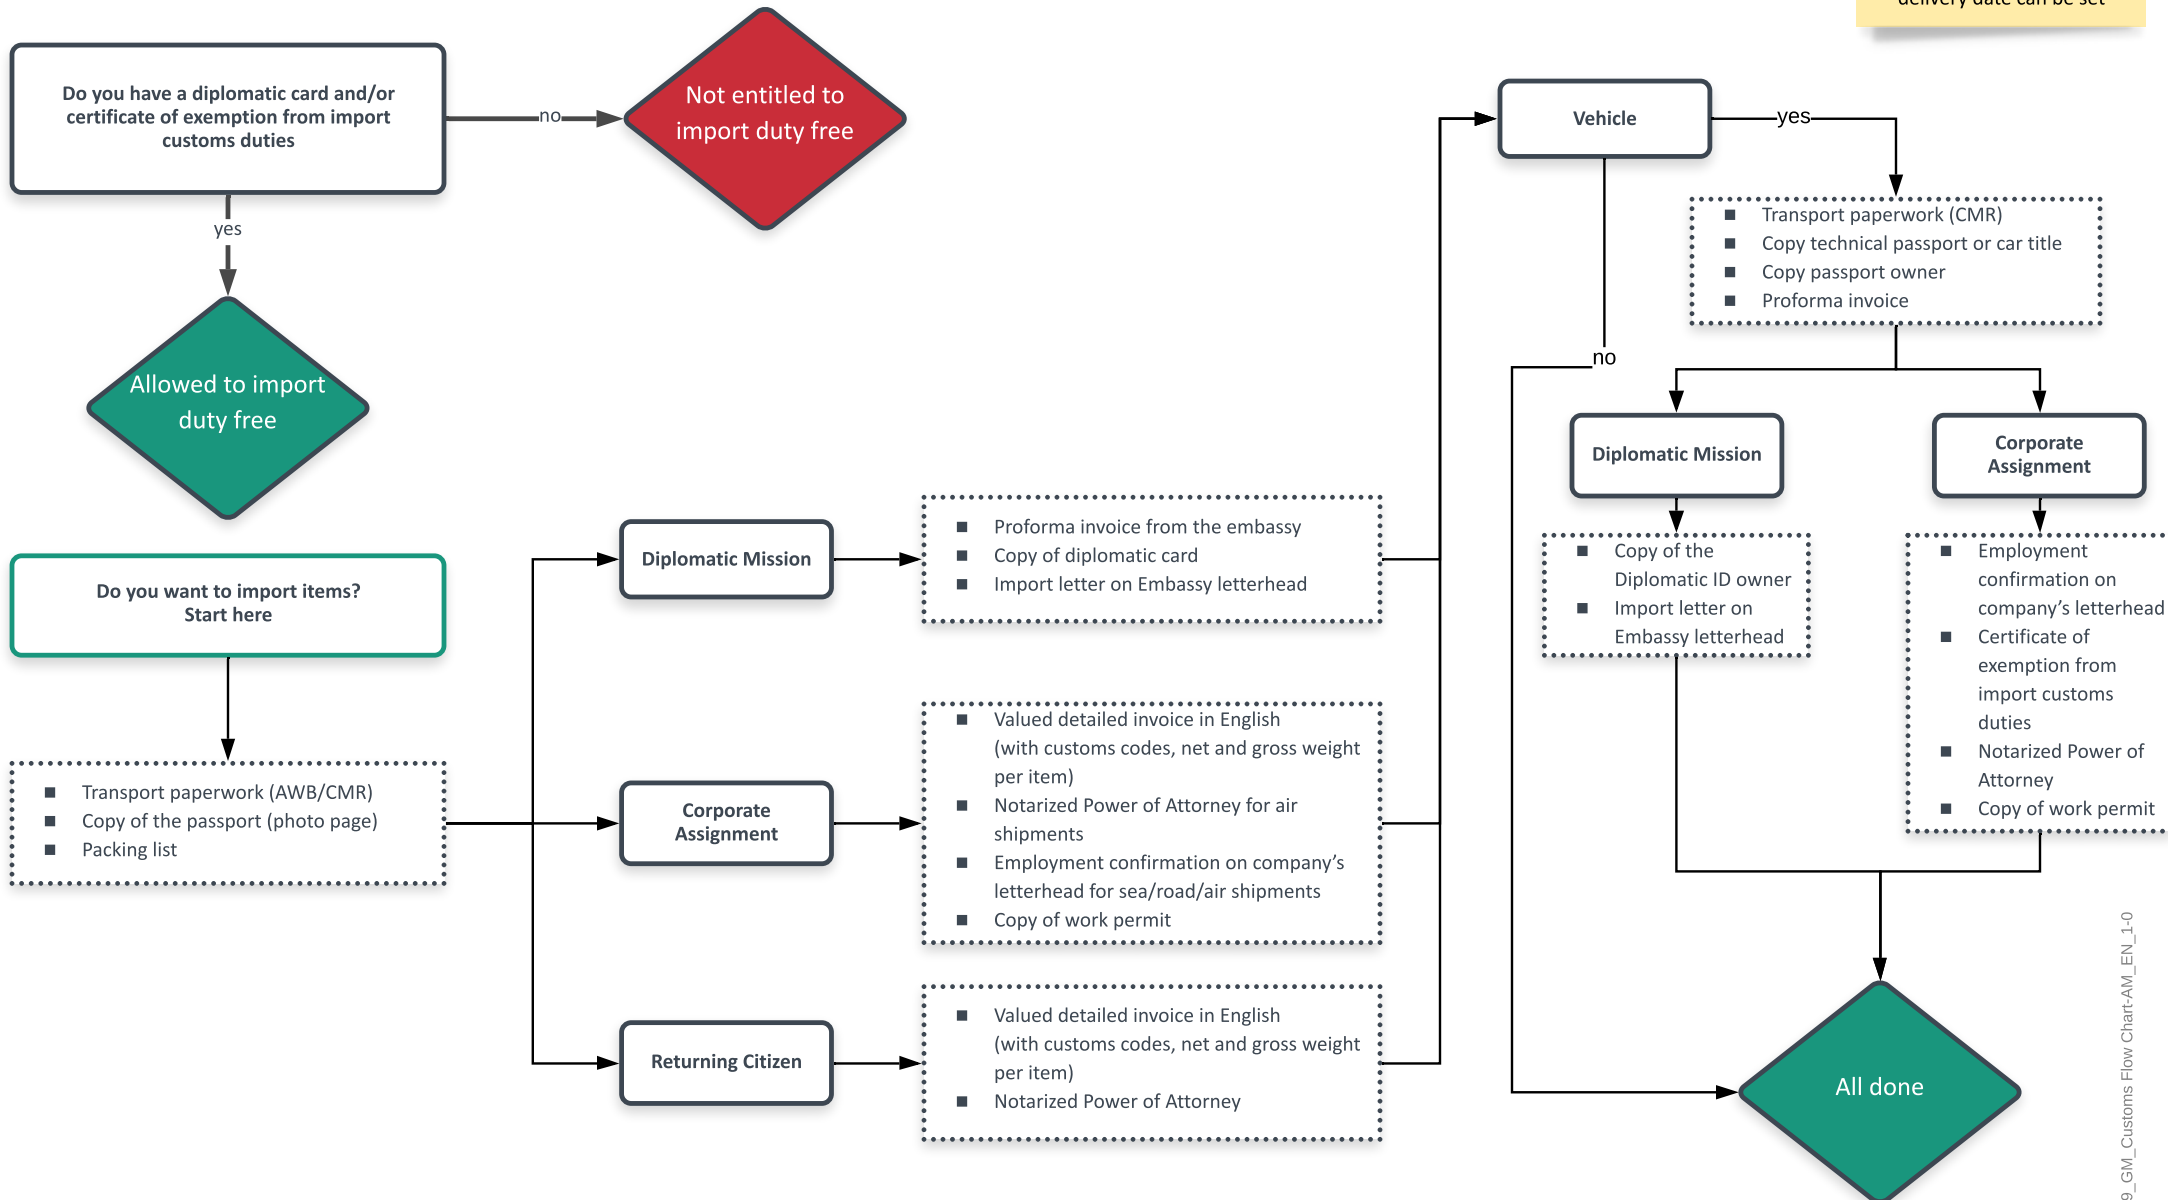 delivery date can be set
Do you have a diplomatic card and/or
certificate of exemption from import
customs duties
no
Not entitled to
import duty free
yes
Allowed to import
duty free
Do you want to import items?
Start here
■ Transport paperwork (AWB/CMR)
■ Copy of the passport (photo page)
■ Packing list
Diplomatic Mission
■ Proforma invoice from the embassy
■ Copy of diplomatic card
■ Import letter on Embassy letterhead
Corporate
Assignment
■ Valued detailed invoice in English
(with customs codes, net and gross weight
per item)
■ Notarized Power of Attorney for air
shipments
■ Employment confirmation on company’s
letterhead for sea/road/air shipments
■ Copy of work permit
Returning Citizen
■ Valued detailed invoice in English
(with customs codes, net and gross weight
per item)
■ Notarized Power of Attorney
Vehicle
yes
no
■ Transport paperwork (CMR)
■ Copy technical passport or car title
■ Copy passport owner
■ Proforma invoice
Diplomatic Mission
■ Copy of the
Diplomatic ID owner
■ Import letter on
Embassy letterhead
Corporate
Assignment
■ Employment
confirmation on
company’s letterhead
■ Certificate of
exemption from
import customs
duties
■ Notarized Power of
Attorney
■ Copy of work permit
All done
9_GM_Customs Flow Chart-AM_EN_1-0